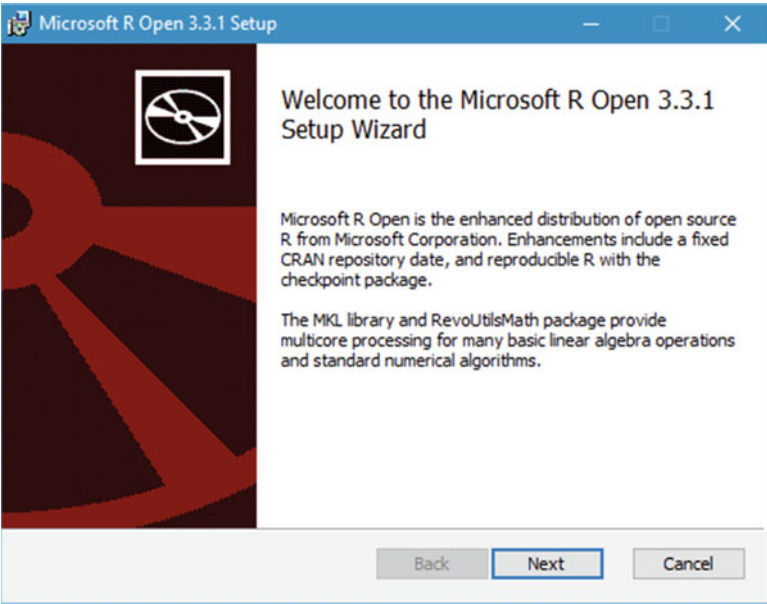 Microsoft R Open 3.3.1 Setup
Welcome to the Microsoft R Open 3.3.1
Setup Wizard
Microsoft R Open is the enhanced distribution of open source
R from Microsoft Corporation. Enhancements include a fixed
CRAN repository date, and reproducible R with the
checkpoint package.
The MKL library and RevoUtilsMath package provide
multicore processing for many basic linear algebra operations
and standard numerical algorithms.
Back
Next
Cancel